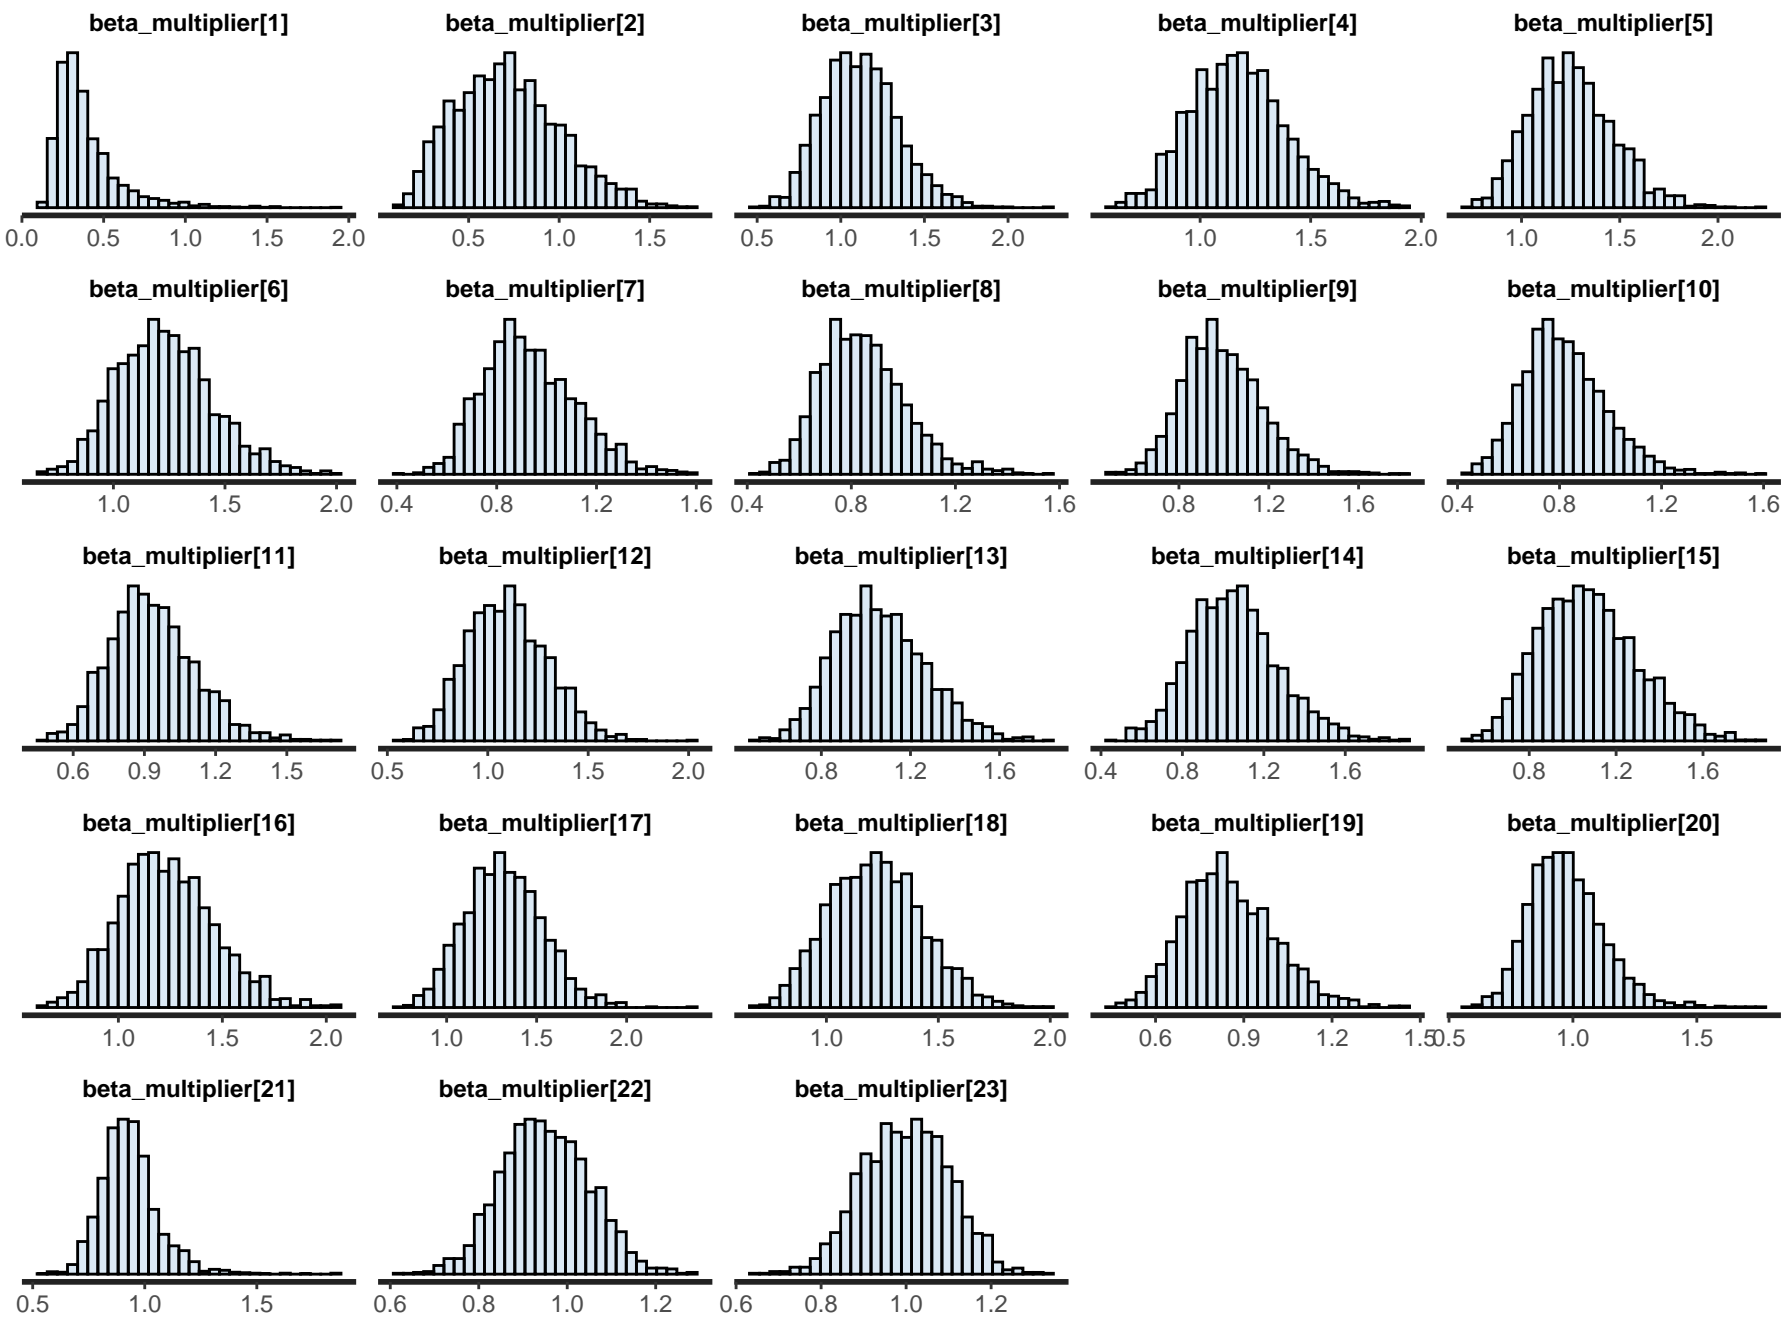 beta_multiplier[1] beta_multiplier[2] beta_multiplier[3] beta_multiplier[4] beta_multiplier[5]
0.0 0.5 1.0 1.5 2.0 0.5 1.0 1.5 0.5 1.0 1.5 2.0 1.0 1.5 2.0 1.0 1.5 2.0
beta_multiplier[6] beta_multiplier[7] beta_multiplier[8] beta_multiplier[9] beta_multiplier[10]
1.0 1.5 2.0 0.4 0.8 1.2 1.6 0.4 0.8 1.2 1.6 0.8 1.2 1.6 0.4 0.8 1.2 1.6
beta_multiplier[11] beta_multiplier[12] beta_multiplier[13] beta_multiplier[14] beta_multiplier[15]
0.6 0.9 1.2 1.5 0.5 1.0 1.5 2.0 0.8 1.2 1.6 0.4 0.8 1.2 1.6 0.8 1.2 1.6
beta_multiplier[16] beta_multiplier[17] beta_multiplier[18] beta_multiplier[19] beta_multiplier[20]
1.0 1.5 2.0 1.0 1.5 2.0 1.0 1.5 2.0 0.6 0.9 1.2 1.5 0.5 1.0 1.5
beta_multiplier[21] beta_multiplier[22] beta_multiplier[23]
0.5 1.0 1.5 0.6 0.8 1.0 1.2 0.6 0.8 1.0 1.2